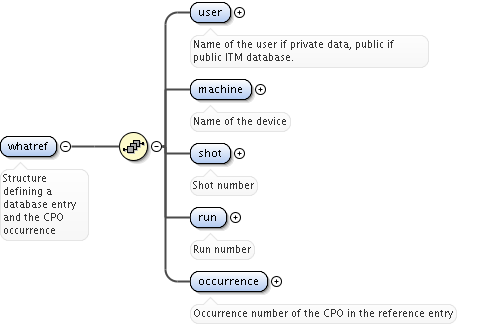 user
Name of the user if private data, public if
public ITM database.
machine
Name of the device
whatref
Structure
defining a
database entry
and the CPO
occurrence
shot
Shot number
run
Run number
occurrence
Occurrence number of the CPO in the reference entry